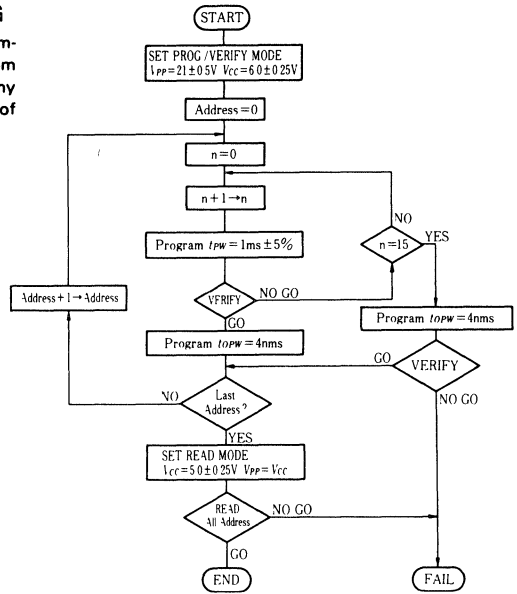 G
m-
om
ny
of
START
SET PROG/VERIFY MODE
VPP=21±0.5V VCC=6.0±0.25V
Address=0
n=0
n+1→n
Program tPW=1ms±5%
VERIFY
NO GO
GO
n=15
NO
YES
Address+1→Address
Program tOPW=4nms
Program tOPW=4nms
VERIFY
GO
NO GO
Last
Address?
NO
YES
SET READ MODE
VCC=5.0±0.25V VPP=VCC
READ
All Address
NO GO
GO
END
FAIL